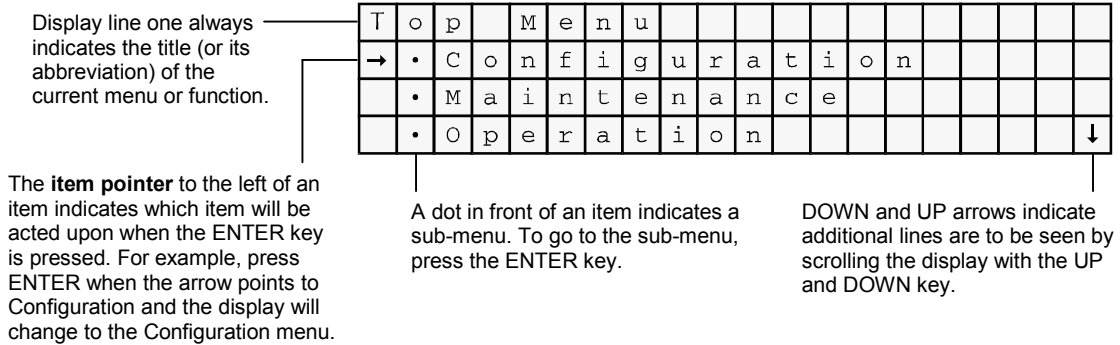 Display line one always
indicates the title (or its
abbreviation) of the
current menu or function.
Top Menu
→ • Configuration
• Maintenance
• Operation ↓
The item pointer to the left of an
item indicates which item will be
acted upon when the ENTER key
is pressed. For example, press
ENTER when the arrow points to
Configuration and the display will
change to the Configuration menu.
A dot in front of an item indicates a
sub-menu. To go to the sub-menu,
press the ENTER key.
DOWN and UP arrows indicate
additional lines are to be seen by
scrolling the display with the UP
and DOWN key.